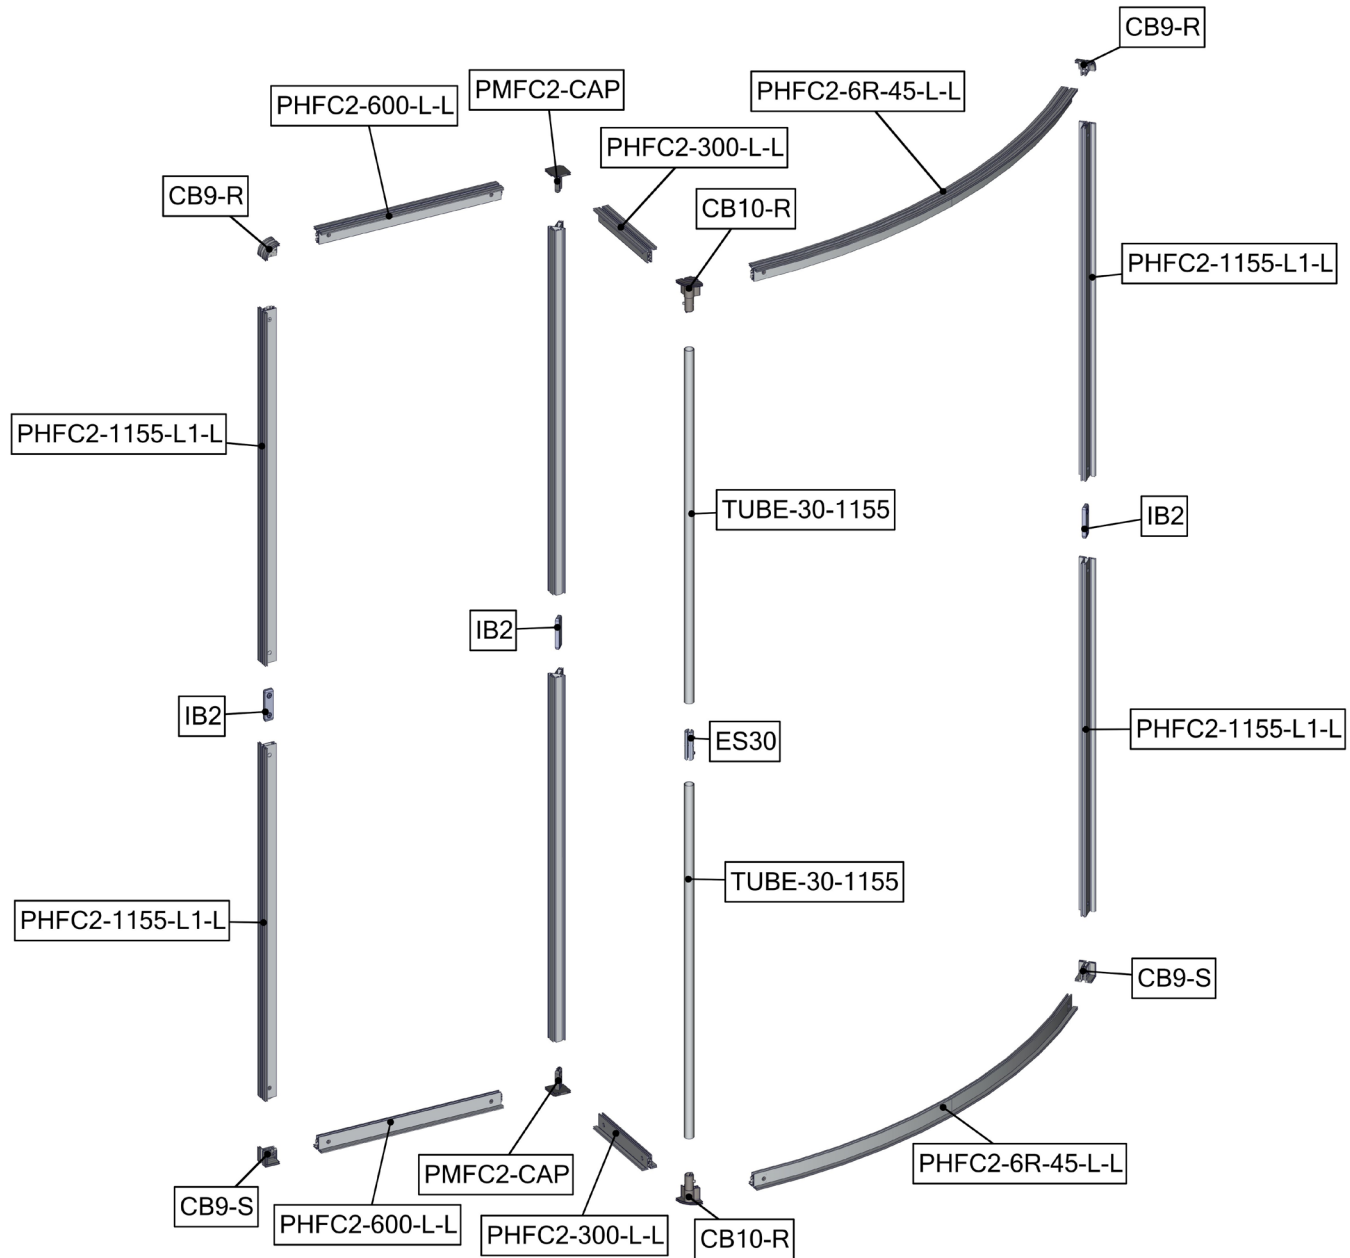 CB9-R
PMFC2-CAP
PHFC2-6R-45-L-L
PHFC2-600-L-L
PHFC2-300-L-L
CB9-R
CB10-R
PHFC2-1155-L1-L
PHFC2-1155-L1-L
TUBE-30-1155
IB2
IB2
IB2
ES30
PHFC2-1155-L1-L
TUBE-30-1155
PHFC2-1155-L1-L
CB9-S
PHFC2-6R-45-L-L
PMFC2-CAP
CB9-S
PHFC2-600-L-L
PHFC2-300-L-L
CB10-R